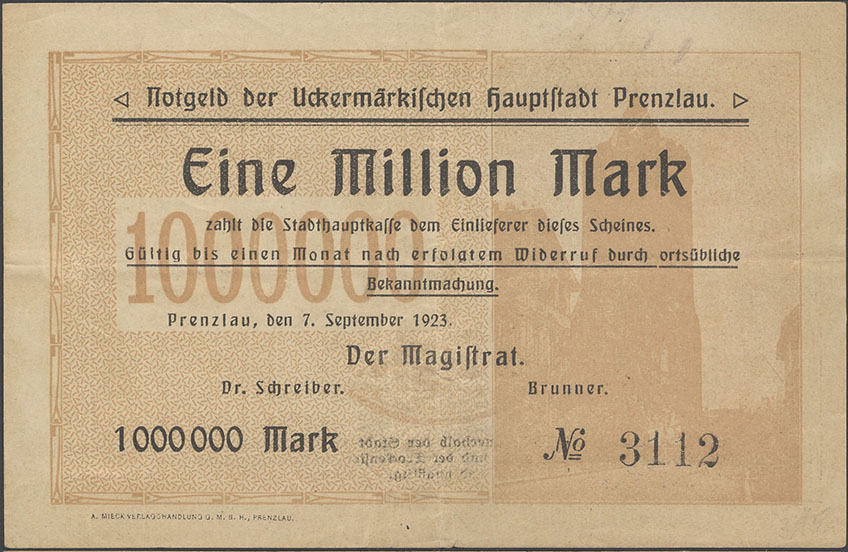 ◁ Notgeld der Uckermärkischen Hauptstadt Prenzlau. ▷
Eine Million Mark
1000000
zahlt die Stadthauptkasse dem Einlieferer dieses Scheines.
Gültig bis einen Monat nach erfolgtem Widerruf durch ortsübliche
Bekanntmachung.
Prenzlau, den 7. September 1923.
Der Magistrat.
Dr. Schreiber. Brunner.
1000000 Mark № 3112
A. MIECK VERLAGSHANDLUNG G. M. B. H., PRENZLAU.